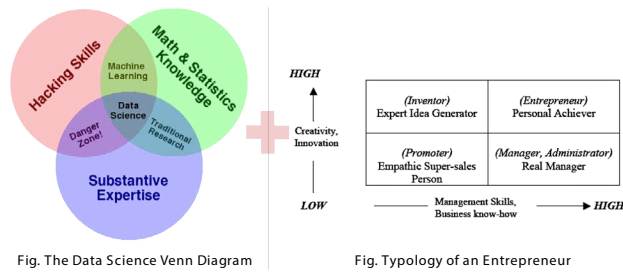 Hacking Skills
Math & Statistics
Knowledge
Machine
Learning
Data
Science
Danger
Zone!
Traditional
Research
Substantive
Expertise
Fig. The Data Science Venn Diagram
HIGH
Creativity,
Innovation
LOW
(Inventor)
Expert Idea Generator
(Entrepreneur)
Personal Achiever
(Promoter)
Empathic Super-sales
Person
(Manager, Administrator)
Real Manager
Management Skills,
Business know-how
HIGH
Fig. Typology of an Entrepreneur